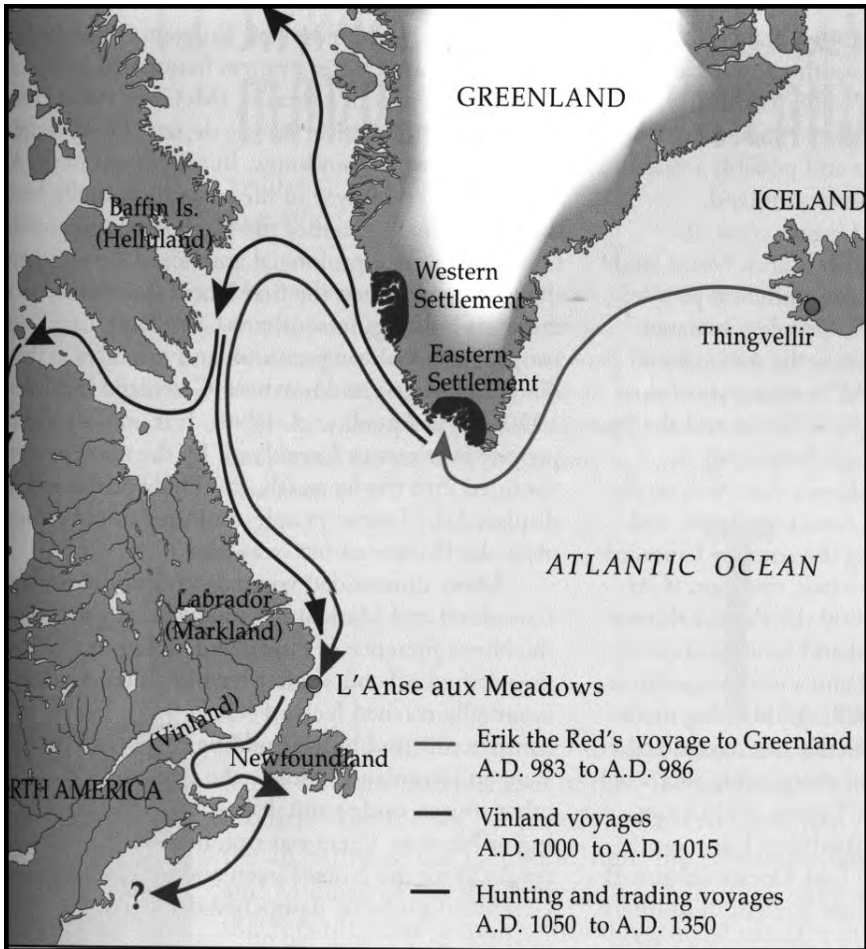 GREENLAND
ICELAND
Baffin Is.
(Helluland)
Western
Settlement
Thingvellir
Eastern
Settlement
ATLANTIC OCEAN
Labrador
(Markland)
L'Anse aux Meadows
(Vinland)
Newfoundland
RTH AMERICA
?
Erik the Red's voyage to Greenland
A.D. 983 to A.D. 986
Vinland voyages
A.D. 1000 to A.D. 1015
Hunting and trading voyages
A.D. 1050 to A.D. 1350